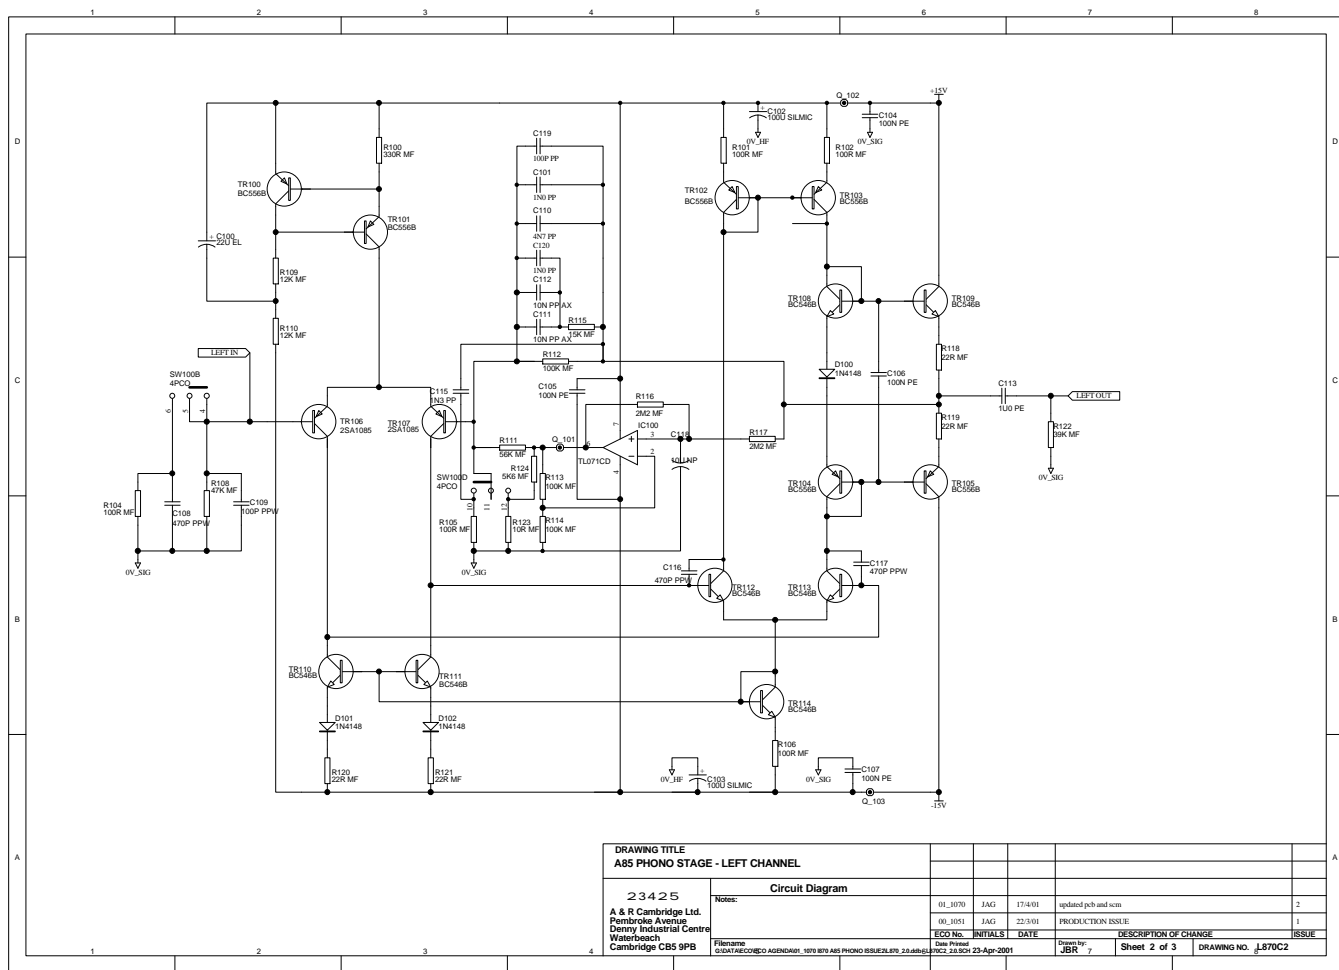 1 2 3 4 5 6 7 8
D
C
B
A
+15V
Q_102
C102
100U SILMIC
0V_HF
C104
100N PE
0V_SIG
R100
330R MF
C119
100P PP
C101
1N0 PP
C110
4N7 PP
C120
1N0 PP
C112
10N PP AX
C111
10N PP AX
R115
15K MF
R112
100K MF
R101
100R MF
R102
100R MF
TR100
BC556B
TR101
BC556B
TR102
BC556B
TR103
BC556B
C100
22U EL
R109
12K MF
R110
12K MF
LEFT IN
SW100B
4PCO
6 5 4
TR106
2SA1085
TR107
2SA1085
C115
1N3 PP
C105
100N PE
R116
2M2 MF
IC100
TL071CD
7
3
2
6
4
C118
R117
2M2 MF
R111
56K MF
Q_101
R124
5K6 MF
R113
100K MF
R114
100K MF
SW100D
4PCO
10 11 12
R105
100R MF
R123
10R MF
0V_SIG
R104
100R MF
C108
470P PPW
R108
47K MF
C109
100P PPW
0V_SIG
TR108
BC546B
TR109
BC546B
D100
1N4148
C106
100N PE
R118
22R MF
R119
22R MF
C113
1U0 PE
LEFT OUT
R122
39K MF
0V_SIG
TR104
BC556B
TR105
BC556B
C116
470P PPW
C117
470P PPW
TR112
BC546B
TR113
BC546B
TR110
BC546B
TR111
BC546B
TR114
BC546B
D101
1N4148
D102
1N4148
R120
22R MF
R121
22R MF
R106
100R MF
0V_HF
C103
100U SILMIC
0V_SIG
C107
100N PE
Q_103
-15V
DRAWING TITLE
A85 PHONO STAGE - LEFT CHANNEL
23425
A & R Cambridge Ltd.
Pembroke Avenue
Denny Industrial Centre
Waterbeach
Cambridge CB5 9PB
Circuit Diagram
Notes:
Filename
Date Printed
23-Apr-2001
01_1070 JAG 17/4/01 updated pcb and scm 2
00_1051 JAG 22/3/01 PRODUCTION ISSUE 1
ECO No. INITIALS DATE DESCRIPTION OF CHANGE ISSUE
Drawn by:
JBR
Sheet 2 of 3
DRAWING NO. L870C2